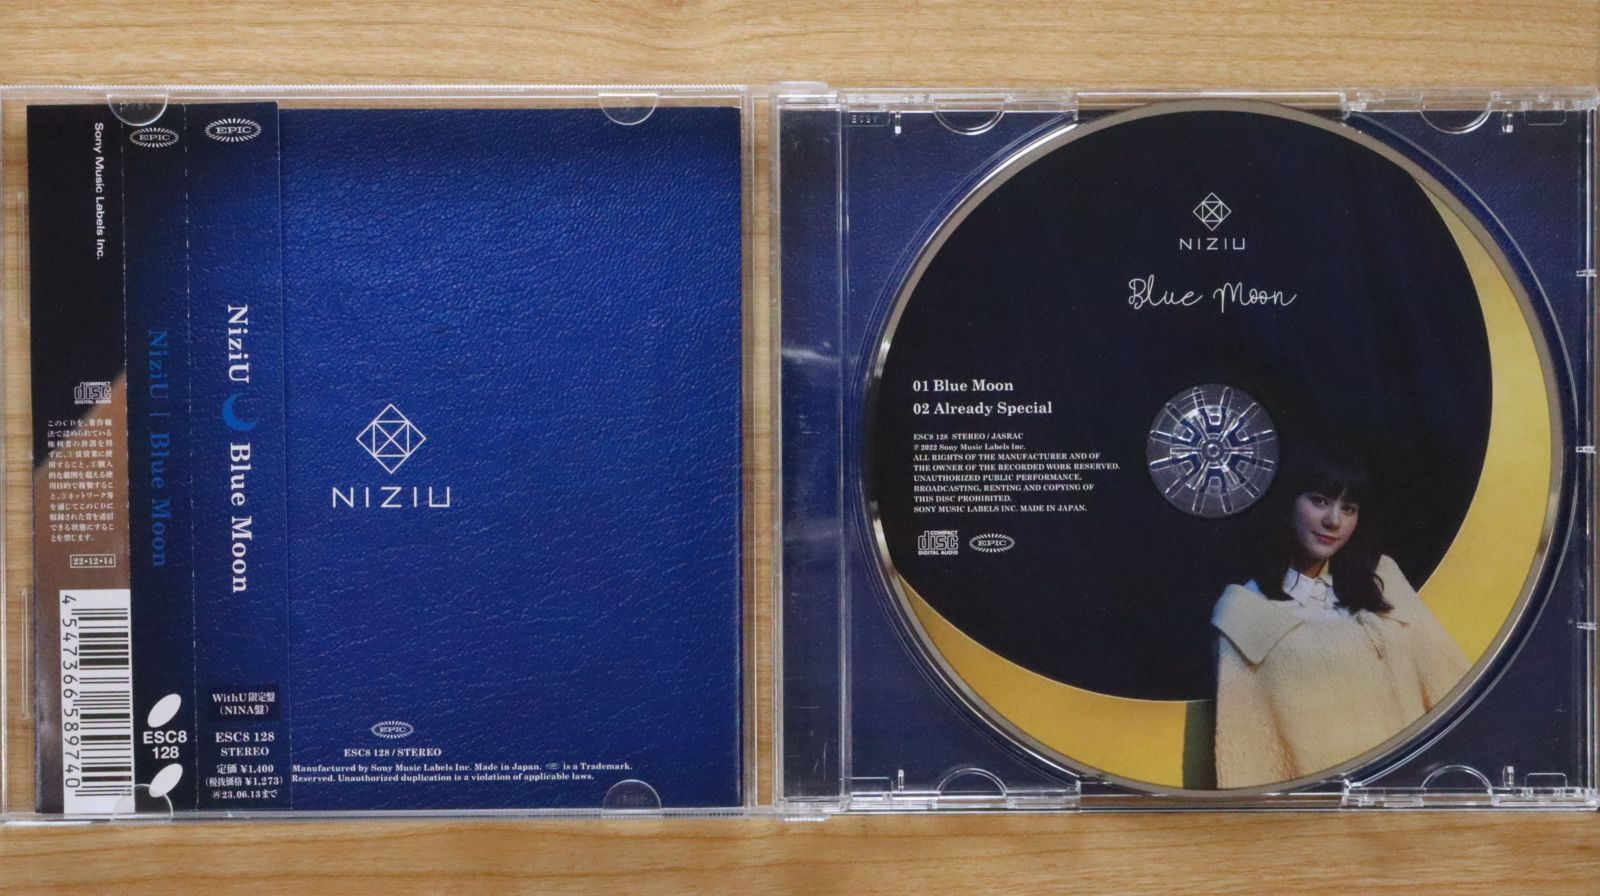 Sony Music Labels Inc.
COMPACT
disc
DIGITAL AUDIO
このCDを、著作権
法で認められている
権利者の許諾を得
ずに、①賃貸業に使
用すること、②個人
的な範囲を超える使
用目的で複製するこ
と、③ネットワーク等
を通じてこのCDに
収録された音を送信
できる状態にするこ
とを禁じます。
22・12・14
4547366589740
EPIC
NiziU | Blue Moon
ESC8
128
EPIC
NiziU Blue Moon
WithU限定盤
(NINA盤)
ESC8 128
STEREO
定価 ¥1,400
(税抜価格 ¥1,273)
23.06.13まで
NIZIU
EPIC
ESC8 128 / STEREO
Manufactured by Sony Music Labels Inc. Made in Japan. is a Trademark.
Reserved. Unauthorized duplication is a violation of applicable laws.
NIZIU
Blue Moon
01 Blue Moon
02 Already Special
ESC8 128 STEREO / JASRAC
℗ 2022 Sony Music Labels Inc.
ALL RIGHTS OF THE MANUFACTURER AND OF
THE OWNER OF THE RECORDED WORK RESERVED.
UNAUTHORIZED PUBLIC PERFORMANCE,
BROADCASTING, RENTING AND COPYING OF
THIS DISC PROHIBITED.
SONY MUSIC LABELS INC. MADE IN JAPAN.
COMPACT
disc
DIGITAL AUDIO
EPIC